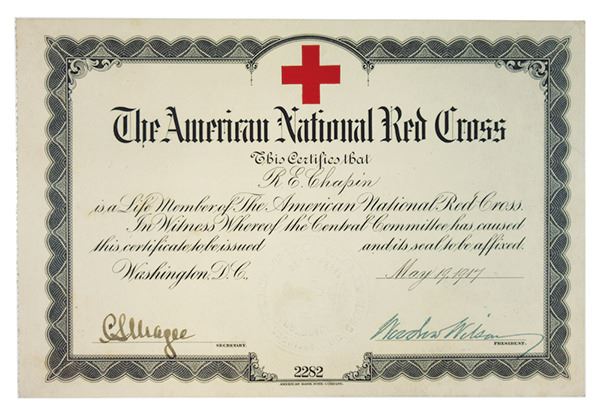 The American National Red Cross
This Certifies that
R. E. Chapin
is a Life Member of The American National Red Cross.
In Witness Whereof the Central Committee has caused
this certificate to be issued and its seal to be affixed.
Washington, D.C., May 19, 1917
C S Magee Woodrow Wilson
SECRETARY. PRESIDENT.
2282
AMERICAN BANK NOTE COMPANY.